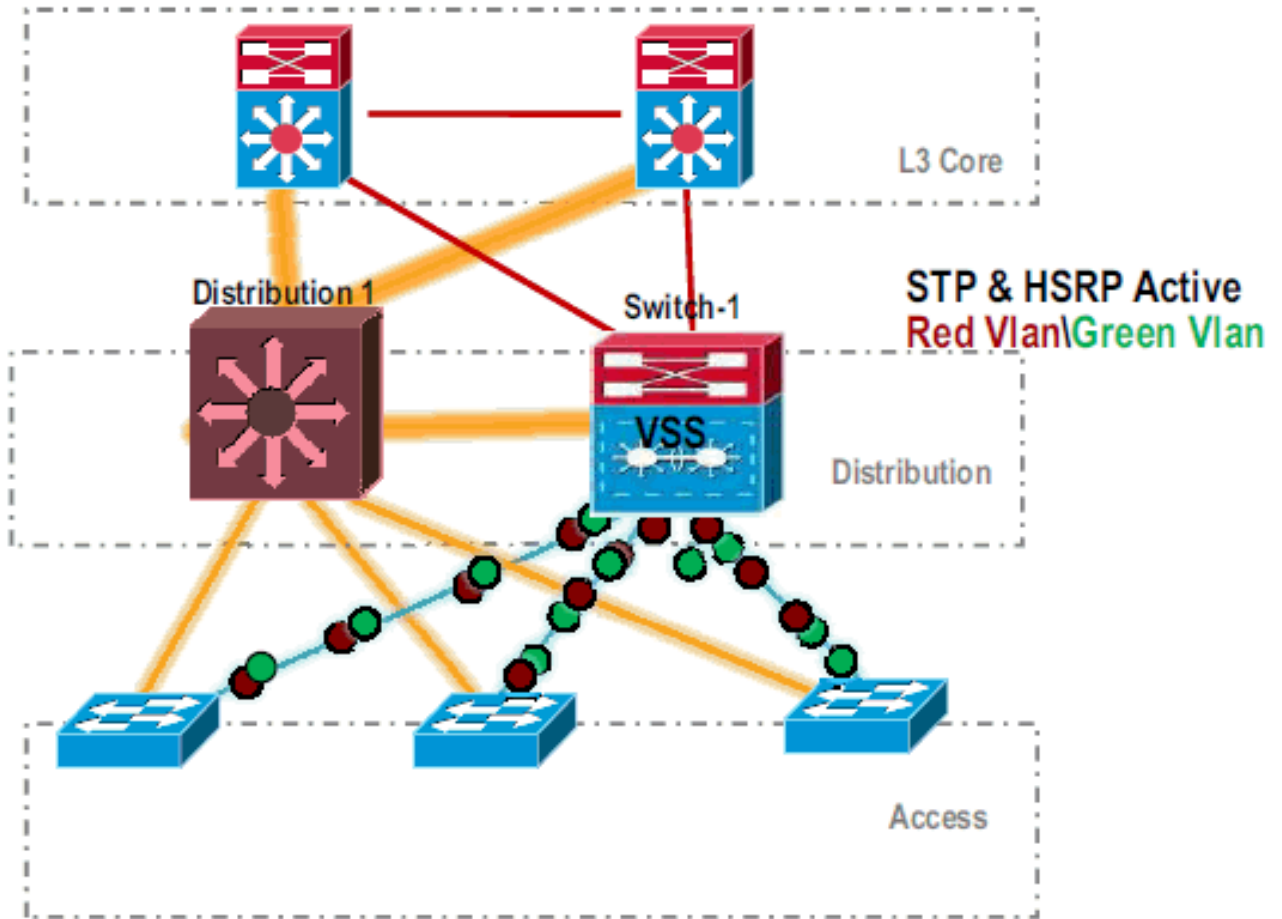 L3 Core
Distribution 1
Switch-1
STP & HSRP Active
Red Vlan\Green Vlan
VSS
Distribution
Access